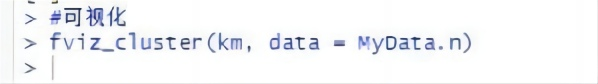 > #可视化
> fviz_cluster(km, data = MyData.n)
>